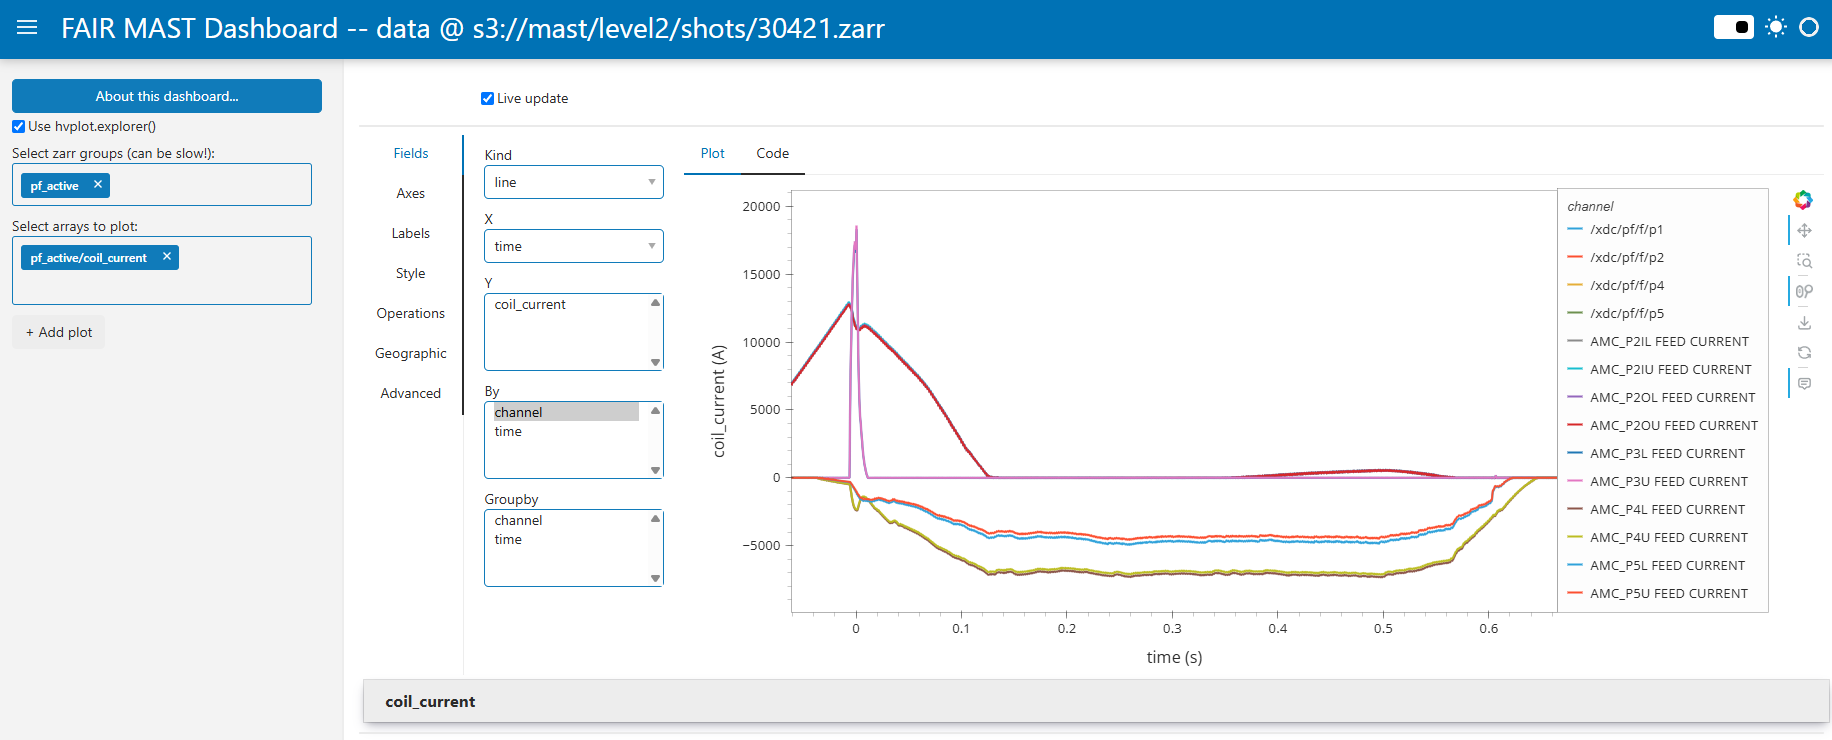 FAIR MAST Dashboard -- data @ s3://mast/level2/shots/30421.zarr
About this dashboard...
Use hvplot.explorer()
Select zarr groups (can be slow!):
pf_active ×
Select arrays to plot:
pf_active/coil_current ×
+ Add plot
Live update
Fields
Axes
Labels
Style
Operations
Geographic
Advanced
Kind
line
X
time
Y
coil_current
By
channel
time
Groupby
channel
time
Plot
Code
coil_current (A)
20000
15000
10000
5000
0
−5000
0
0.1
0.2
0.3
0.4
0.5
0.6
time (s)
channel
/xdc/pf/f/p1
/xdc/pf/f/p2
/xdc/pf/f/p4
/xdc/pf/f/p5
AMC_P2IL FEED CURRENT
AMC_P2IU FEED CURRENT
AMC_P2OL FEED CURRENT
AMC_P2OU FEED CURRENT
AMC_P3L FEED CURRENT
AMC_P3U FEED CURRENT
AMC_P4L FEED CURRENT
AMC_P4U FEED CURRENT
AMC_P5L FEED CURRENT
AMC_P5U FEED CURRENT
coil_current